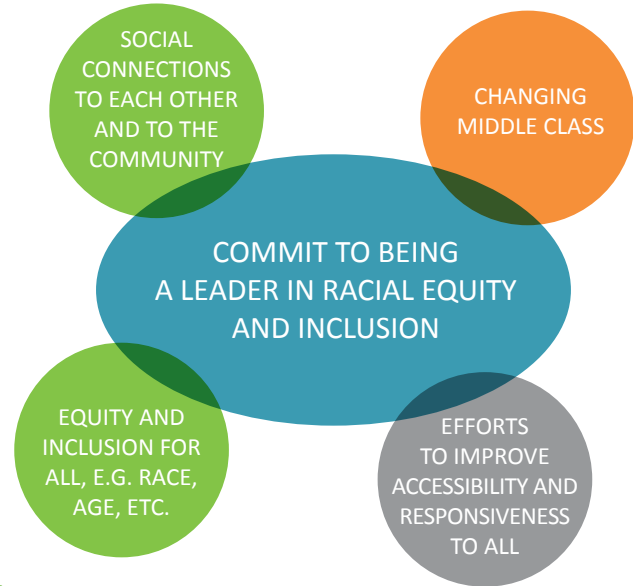 SOCIAL
CONNECTIONS
TO EACH OTHER
AND TO THE
COMMUNITY
CHANGING
MIDDLE CLASS
COMMIT TO BEING
A LEADER IN RACIAL EQUITY
AND INCLUSION
EQUITY AND
INCLUSION FOR
ALL, E.G. RACE,
AGE, ETC.
EFFORTS
TO IMPROVE
ACCESSIBILITY AND
RESPONSIVENESS
TO ALL